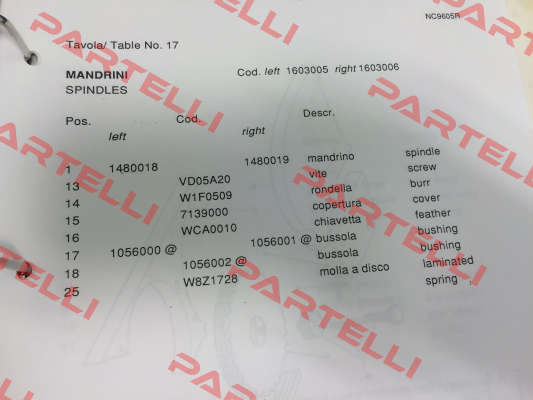 NC9605R
Tavola/ Table No. 17
MANDRINI Cod. left 1603005 right 1603006
SPINDLES
Pos. Cod. Descr.
left right
1 1480018 1480019 mandrino spindle
13 VD05A20 vite screw
14 W1F0509 rondella burr
15 7139000 copertura cover
16 WCA0010 chiavetta feather
17 1056000 @ 1056001 @ bussola bushing
18 1056002 @ bussola bushing
25 W8Z1728 molla a disco laminated
spring
PARTELLI
PARTELLI
PARTELLI
PARTELLI
PARTELLI
PARTELLI